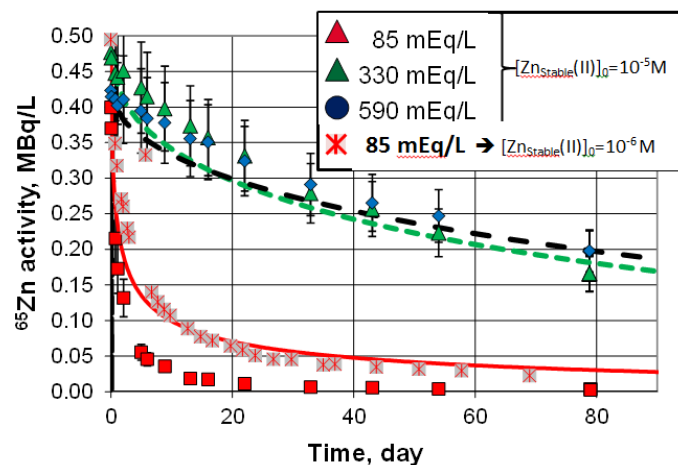 85 mEq/L
330 mEq/L
590 mEq/L
[ZnStable(II)]0=10-5M
85 mEq/L ➔ [ZnStable(II)]0=10-6M
65Zn activity, MBq/L
0.50
0.45
0.40
0.35
0.30
0.25
0.20
0.15
0.10
0.05
0.00
0 20 40 60 80
Time, day